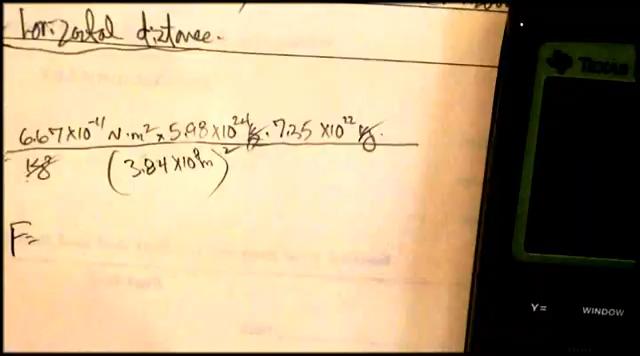 horizontal distance.
6.67×10⁻¹¹ N·m² × 5.98×10²⁴ kg · 7.35 ×10²² kg.
kg² (3.84×10⁸m)²
F=
Texas
Y= WINDOW